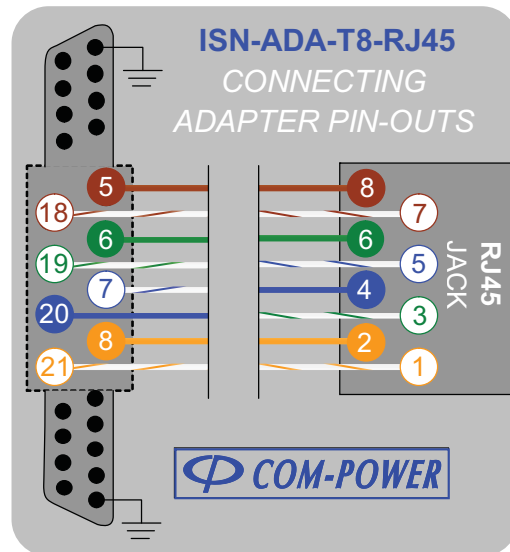 ISN-ADA-T8-RJ45
CONNECTING
ADAPTER PIN-OUTS
5
8
18
7
6
6
19
5
7
4
20
3
8
2
21
1
RJ45
JACK
COM-POWER